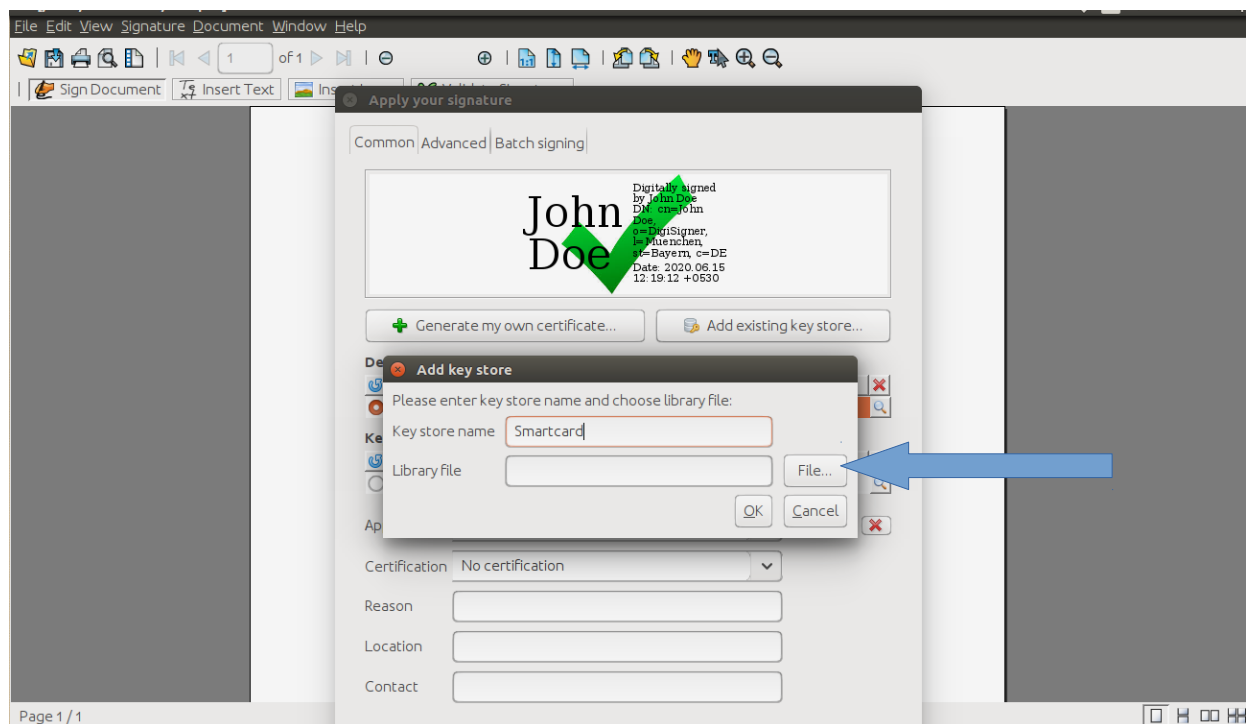 File Edit View Signature Document Window Help
1 of 1
Sign Document Insert Text
Apply your signature
Common Advanced Batch signing
John
Doe
Digitally signed
by John Doe
DN: cn=John
Doe,
o=DigiSigner,
l=Muenchen,
st=Bayern, c=DE
Date: 2020.06.15
12:19:12 +0530
Generate my own certificate... Add existing key store...
Add key store
Please enter key store name and choose library file:
Key store name Smartcard
Library file File...
OK Cancel
Certification No certification
Reason
Location
Contact
Page 1 / 1